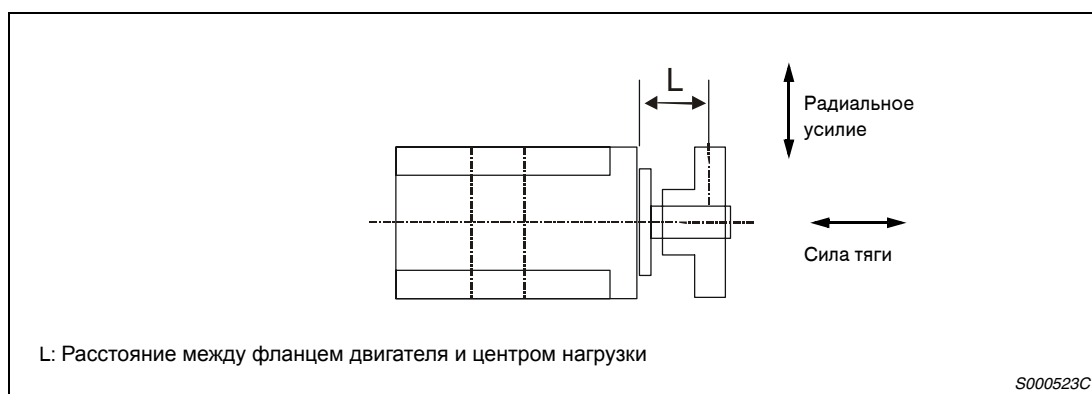 L
Радиальное
усилие
Сила тяги
L: Расстояние между фланцем двигателя и центром нагрузки
S000523C